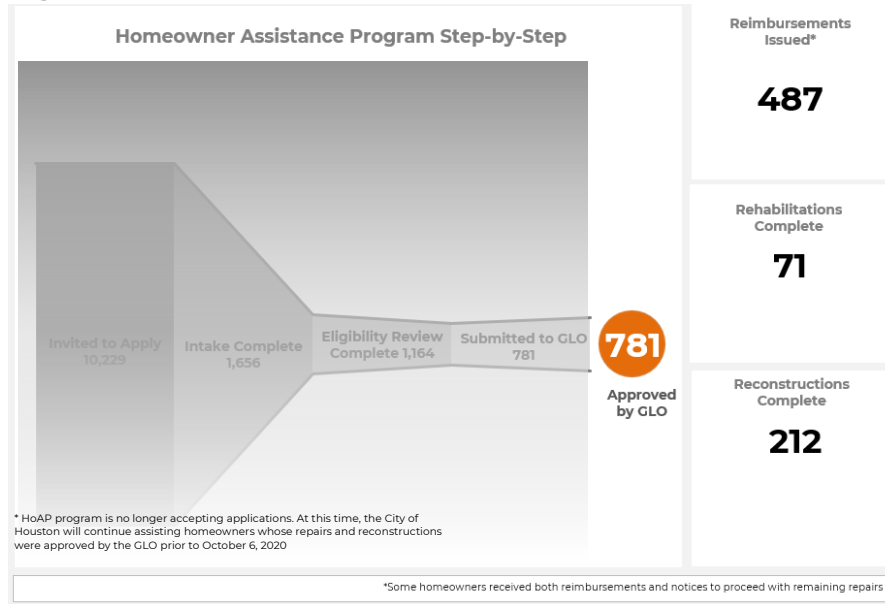 Homeowner Assistance Program Step-by-Step
Invited to Apply
10,229
Intake Complete
1,656
Eligibility Review
Complete 1,164
Submitted to GLO
781
781
Approved
by GLO
* HoAP program is no longer accepting applications. At this time, the City of
Houston will continue assisting homeowners whose repairs and reconstructions
were approved by the GLO prior to October 6, 2020
Reimbursements
Issued*
487
Rehabilitations
Complete
71
Reconstructions
Complete
212
*Some homeowners received both reimbursements and notices to proceed with remaining repairs